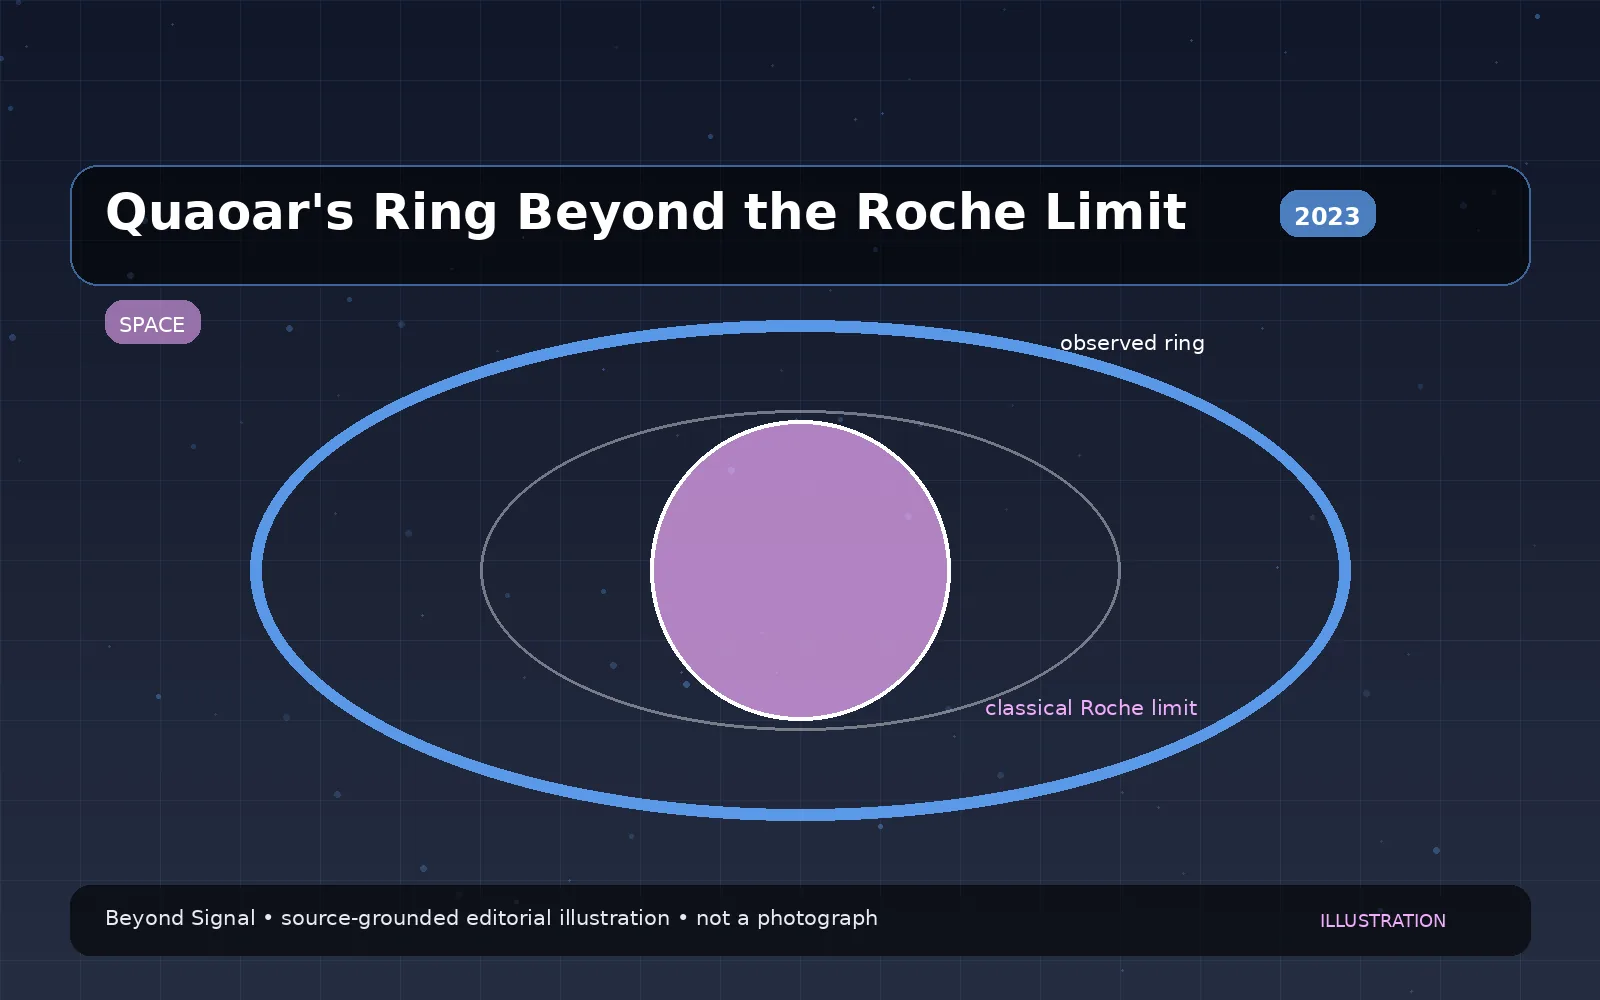 Quaoar's Ring Beyond the Roche Limit
2023
SPACE
observed ring
classical Roche limit
Beyond Signal • source-grounded editorial illustration • not a photograph
ILLUSTRATION